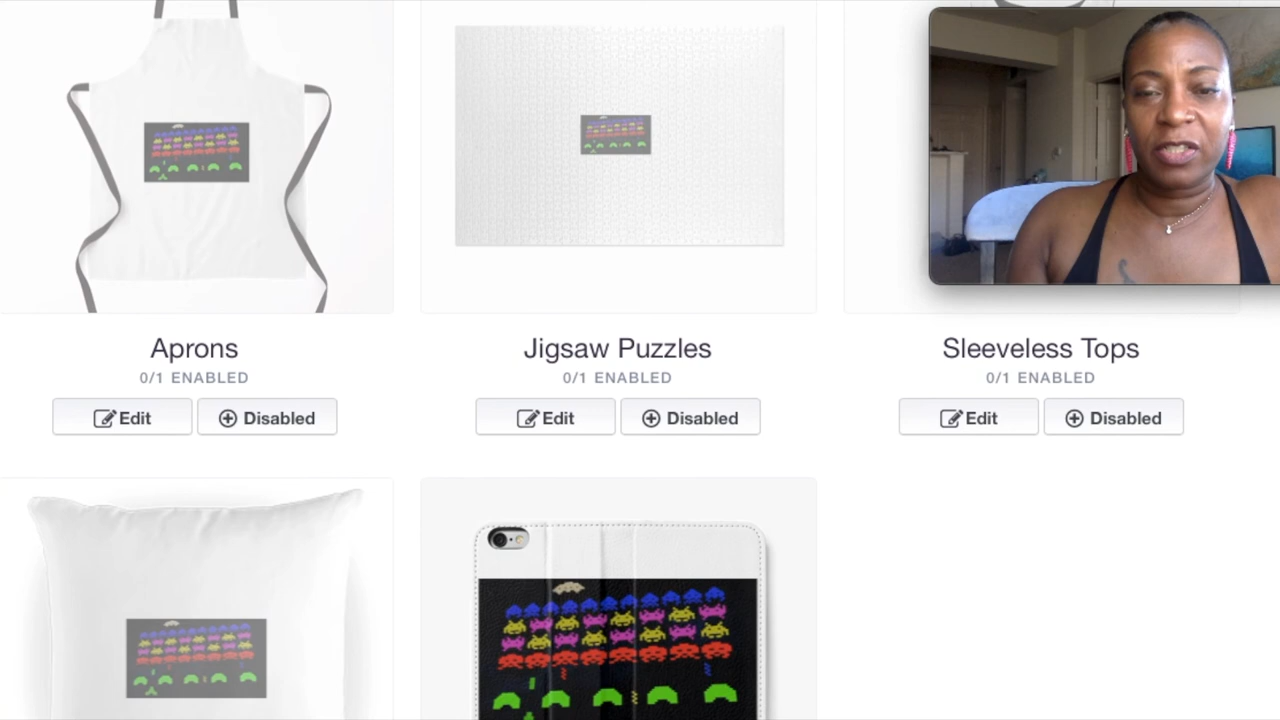 Aprons
0/1 ENABLED
Edit
Disabled
Jigsaw Puzzles
0/1 ENABLED
Edit
Disabled
Sleeveless Tops
0/1 ENABLED
Edit
Disabled